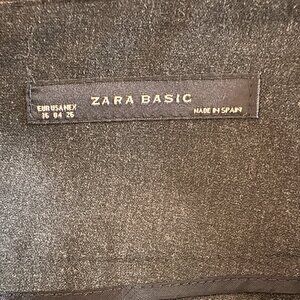 ZARA BASIC
EUR USA MEX
36 04 26
MADE IN SPAIN